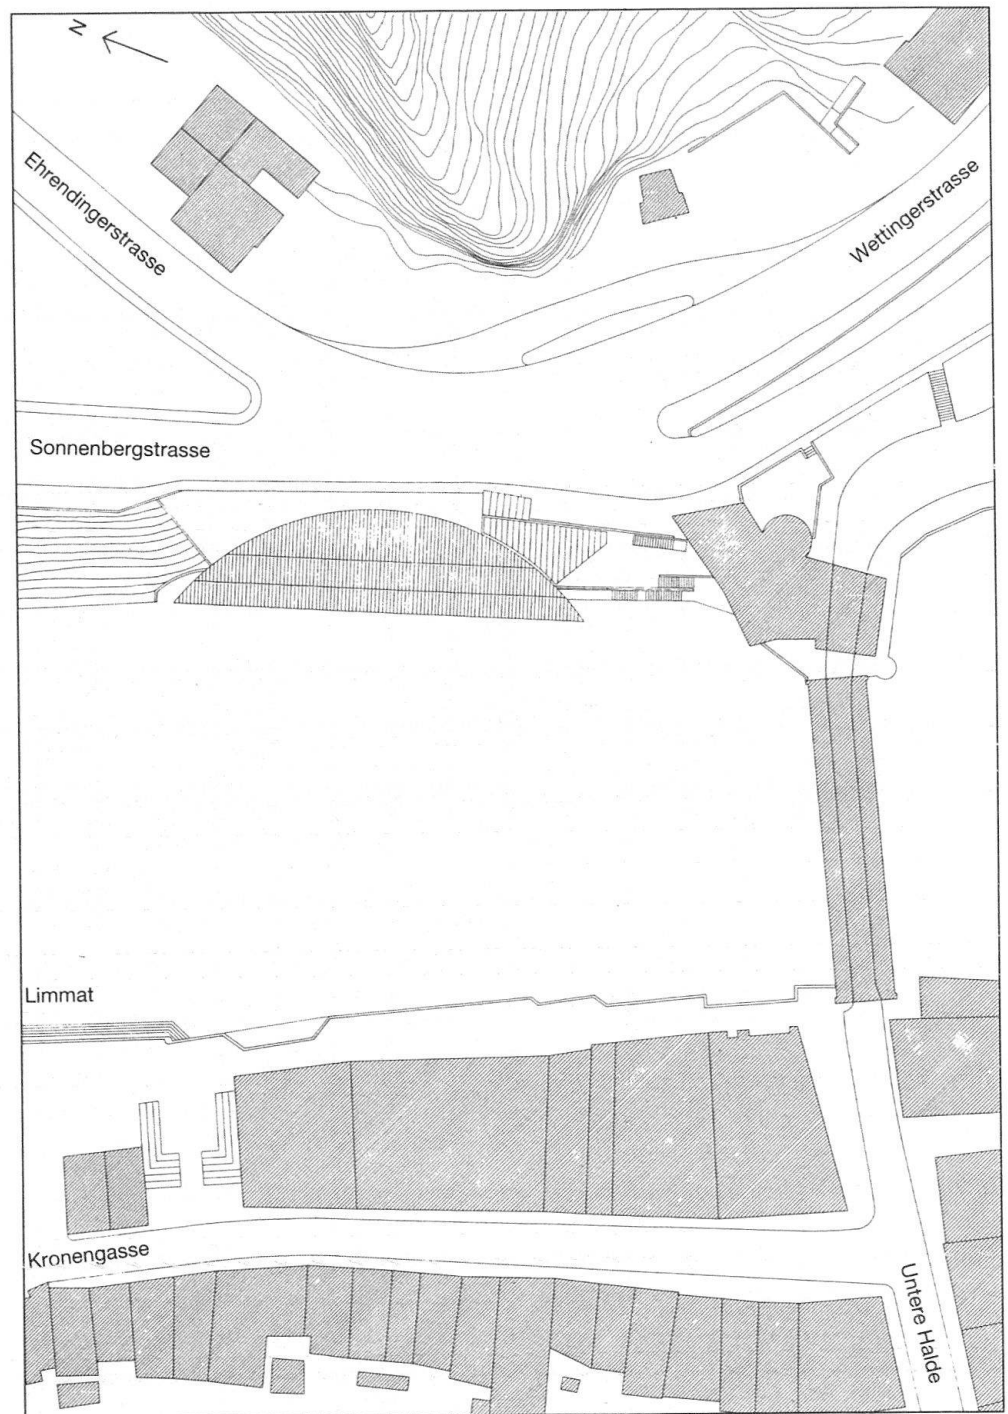 N
Ehrendingerstrasse
Wettingerstrasse
Sonnenbergstrasse
Limmat
Kronengasse
Untere Halde